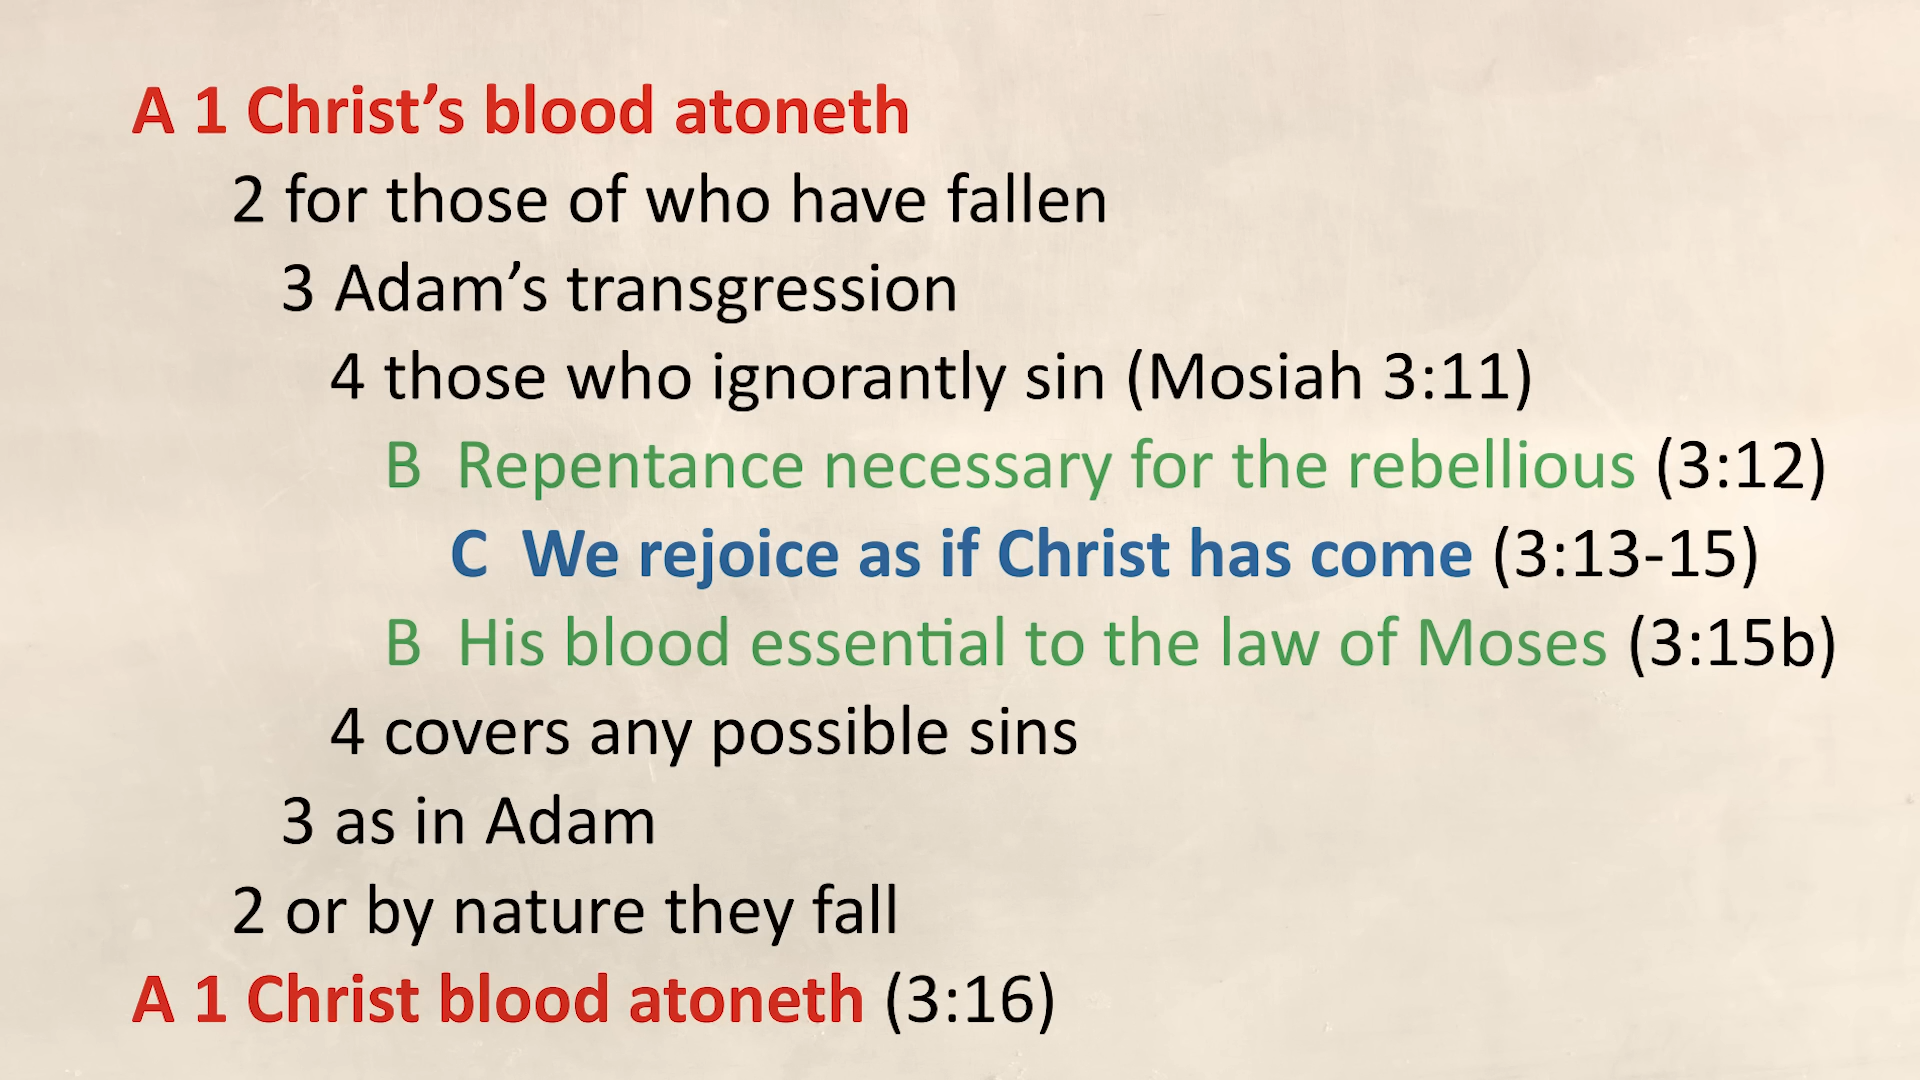 A 1 Christ’s blood atoneth
2 for those of who have fallen
3 Adam’s transgression
4 those who ignorantly sin (Mosiah 3:11)
B Repentance necessary for the rebellious (3:12)
C We rejoice as if Christ has come (3:13-15)
B His blood essential to the law of Moses (3:15b)
4 covers any possible sins
3 as in Adam
2 or by nature they fall
A 1 Christ blood atoneth (3:16)